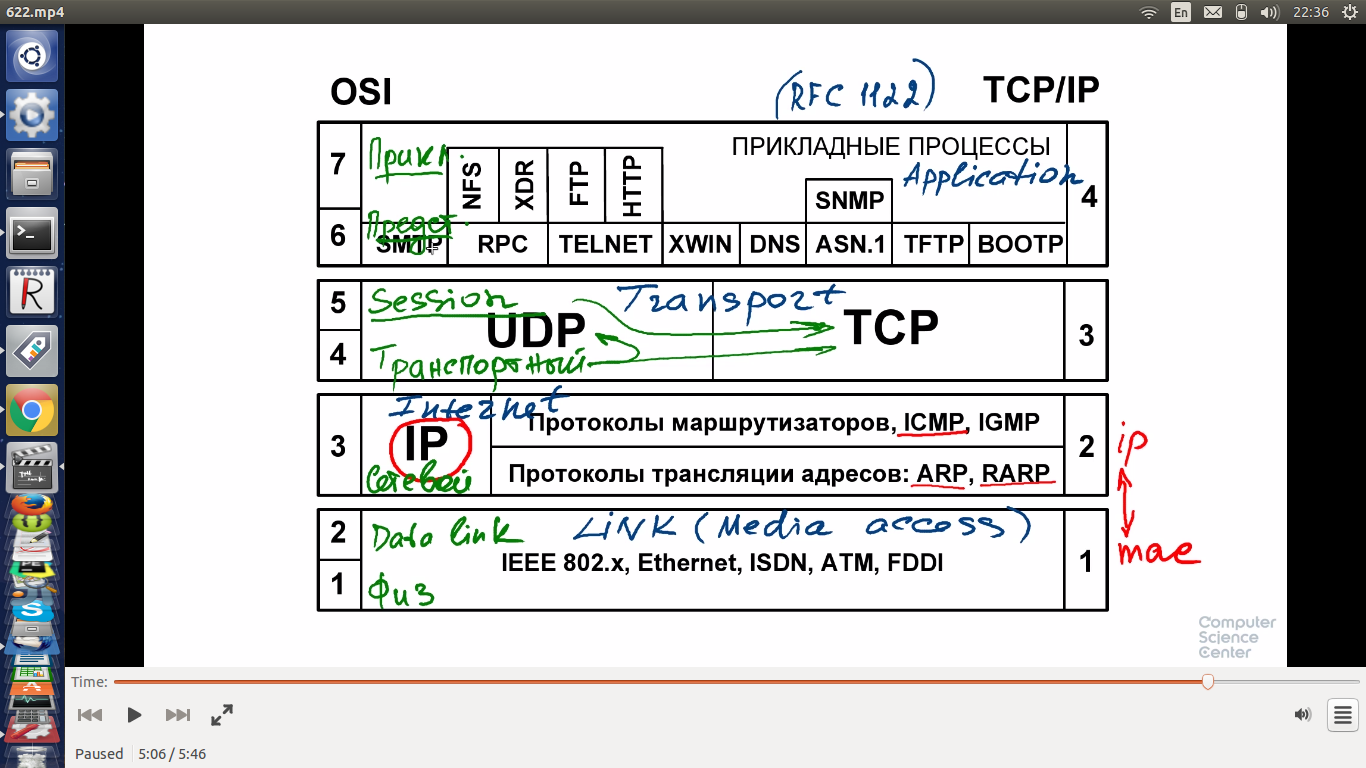 622.mp4
En
22:36
OSI
(RFC 1122)
TCP/IP
7
Прикл.
NFS
XDR
FTP
HTTP
ПРИКЛАДНЫЕ ПРОЦЕССЫ
Application
SNMP
4
6
Предст.
SMTP
RPC
TELNET
XWIN
DNS
ASN.1
TFTP
BOOTP
5
Session
Transport
UDP
TCP
3
4
Транспортный
3
Internet
IP
Сетевой
Протоколы маршрутизаторов, ICMP, IGMP
Протоколы трансляции адресов: ARP, RARP
2
ip
mac
2
Data link
LiNK (Media access)
IEEE 802.x, Ethernet, ISDN, ATM, FDDI
1
1
Физ
Computer
Science
Center
Time:
Paused
5:06 / 5:46